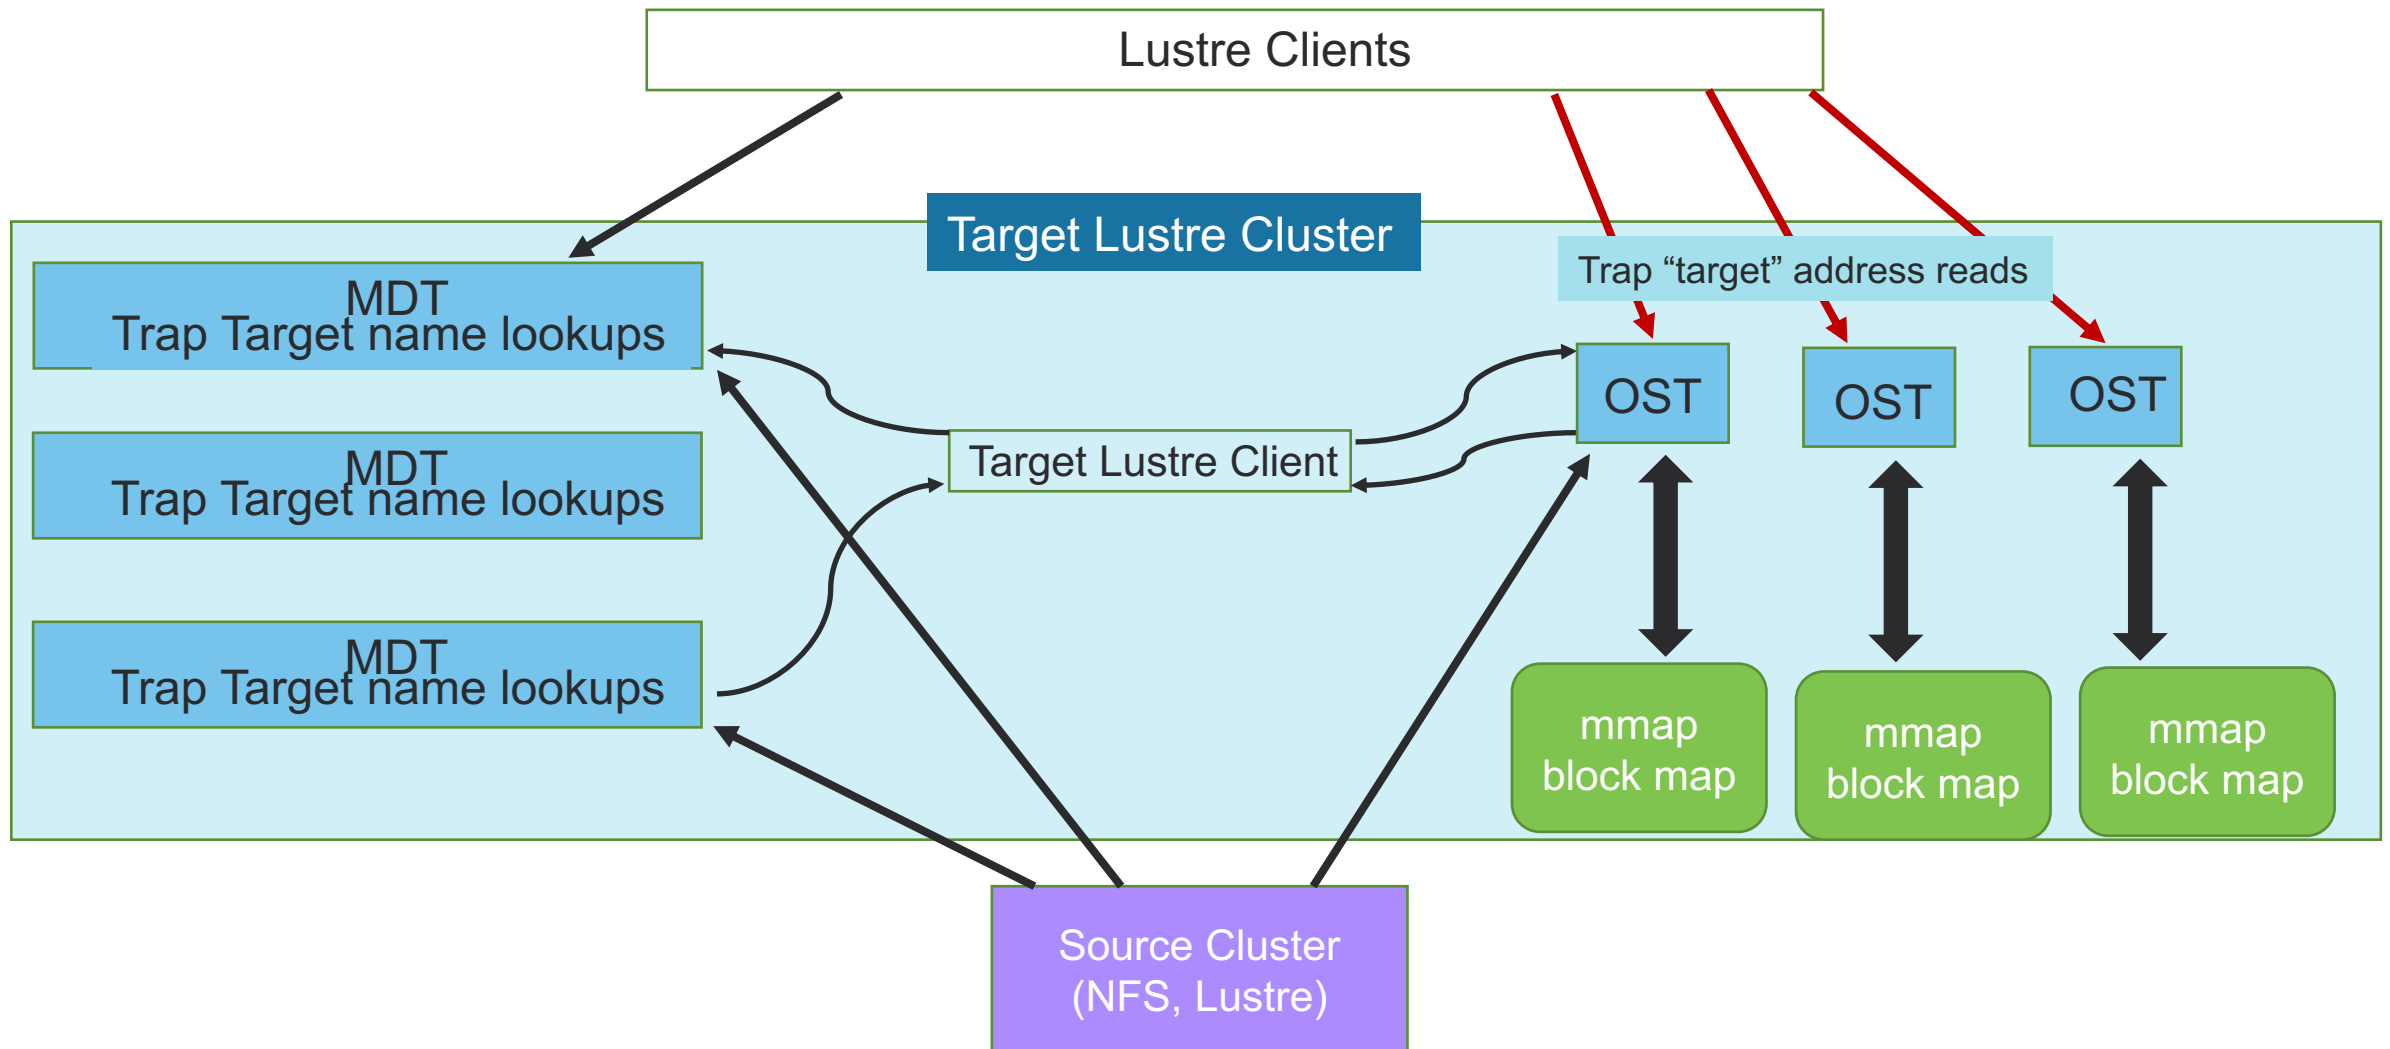 Lustre Clients
Target Lustre Cluster
Trap “target” address reads
MDT
Trap Target name lookups
OST
OST
OST
Target Lustre Client
MDT
Trap Target name lookups
MDT
Trap Target name lookups
mmap
block map
mmap
block map
mmap
block map
Source Cluster
(NFS, Lustre)